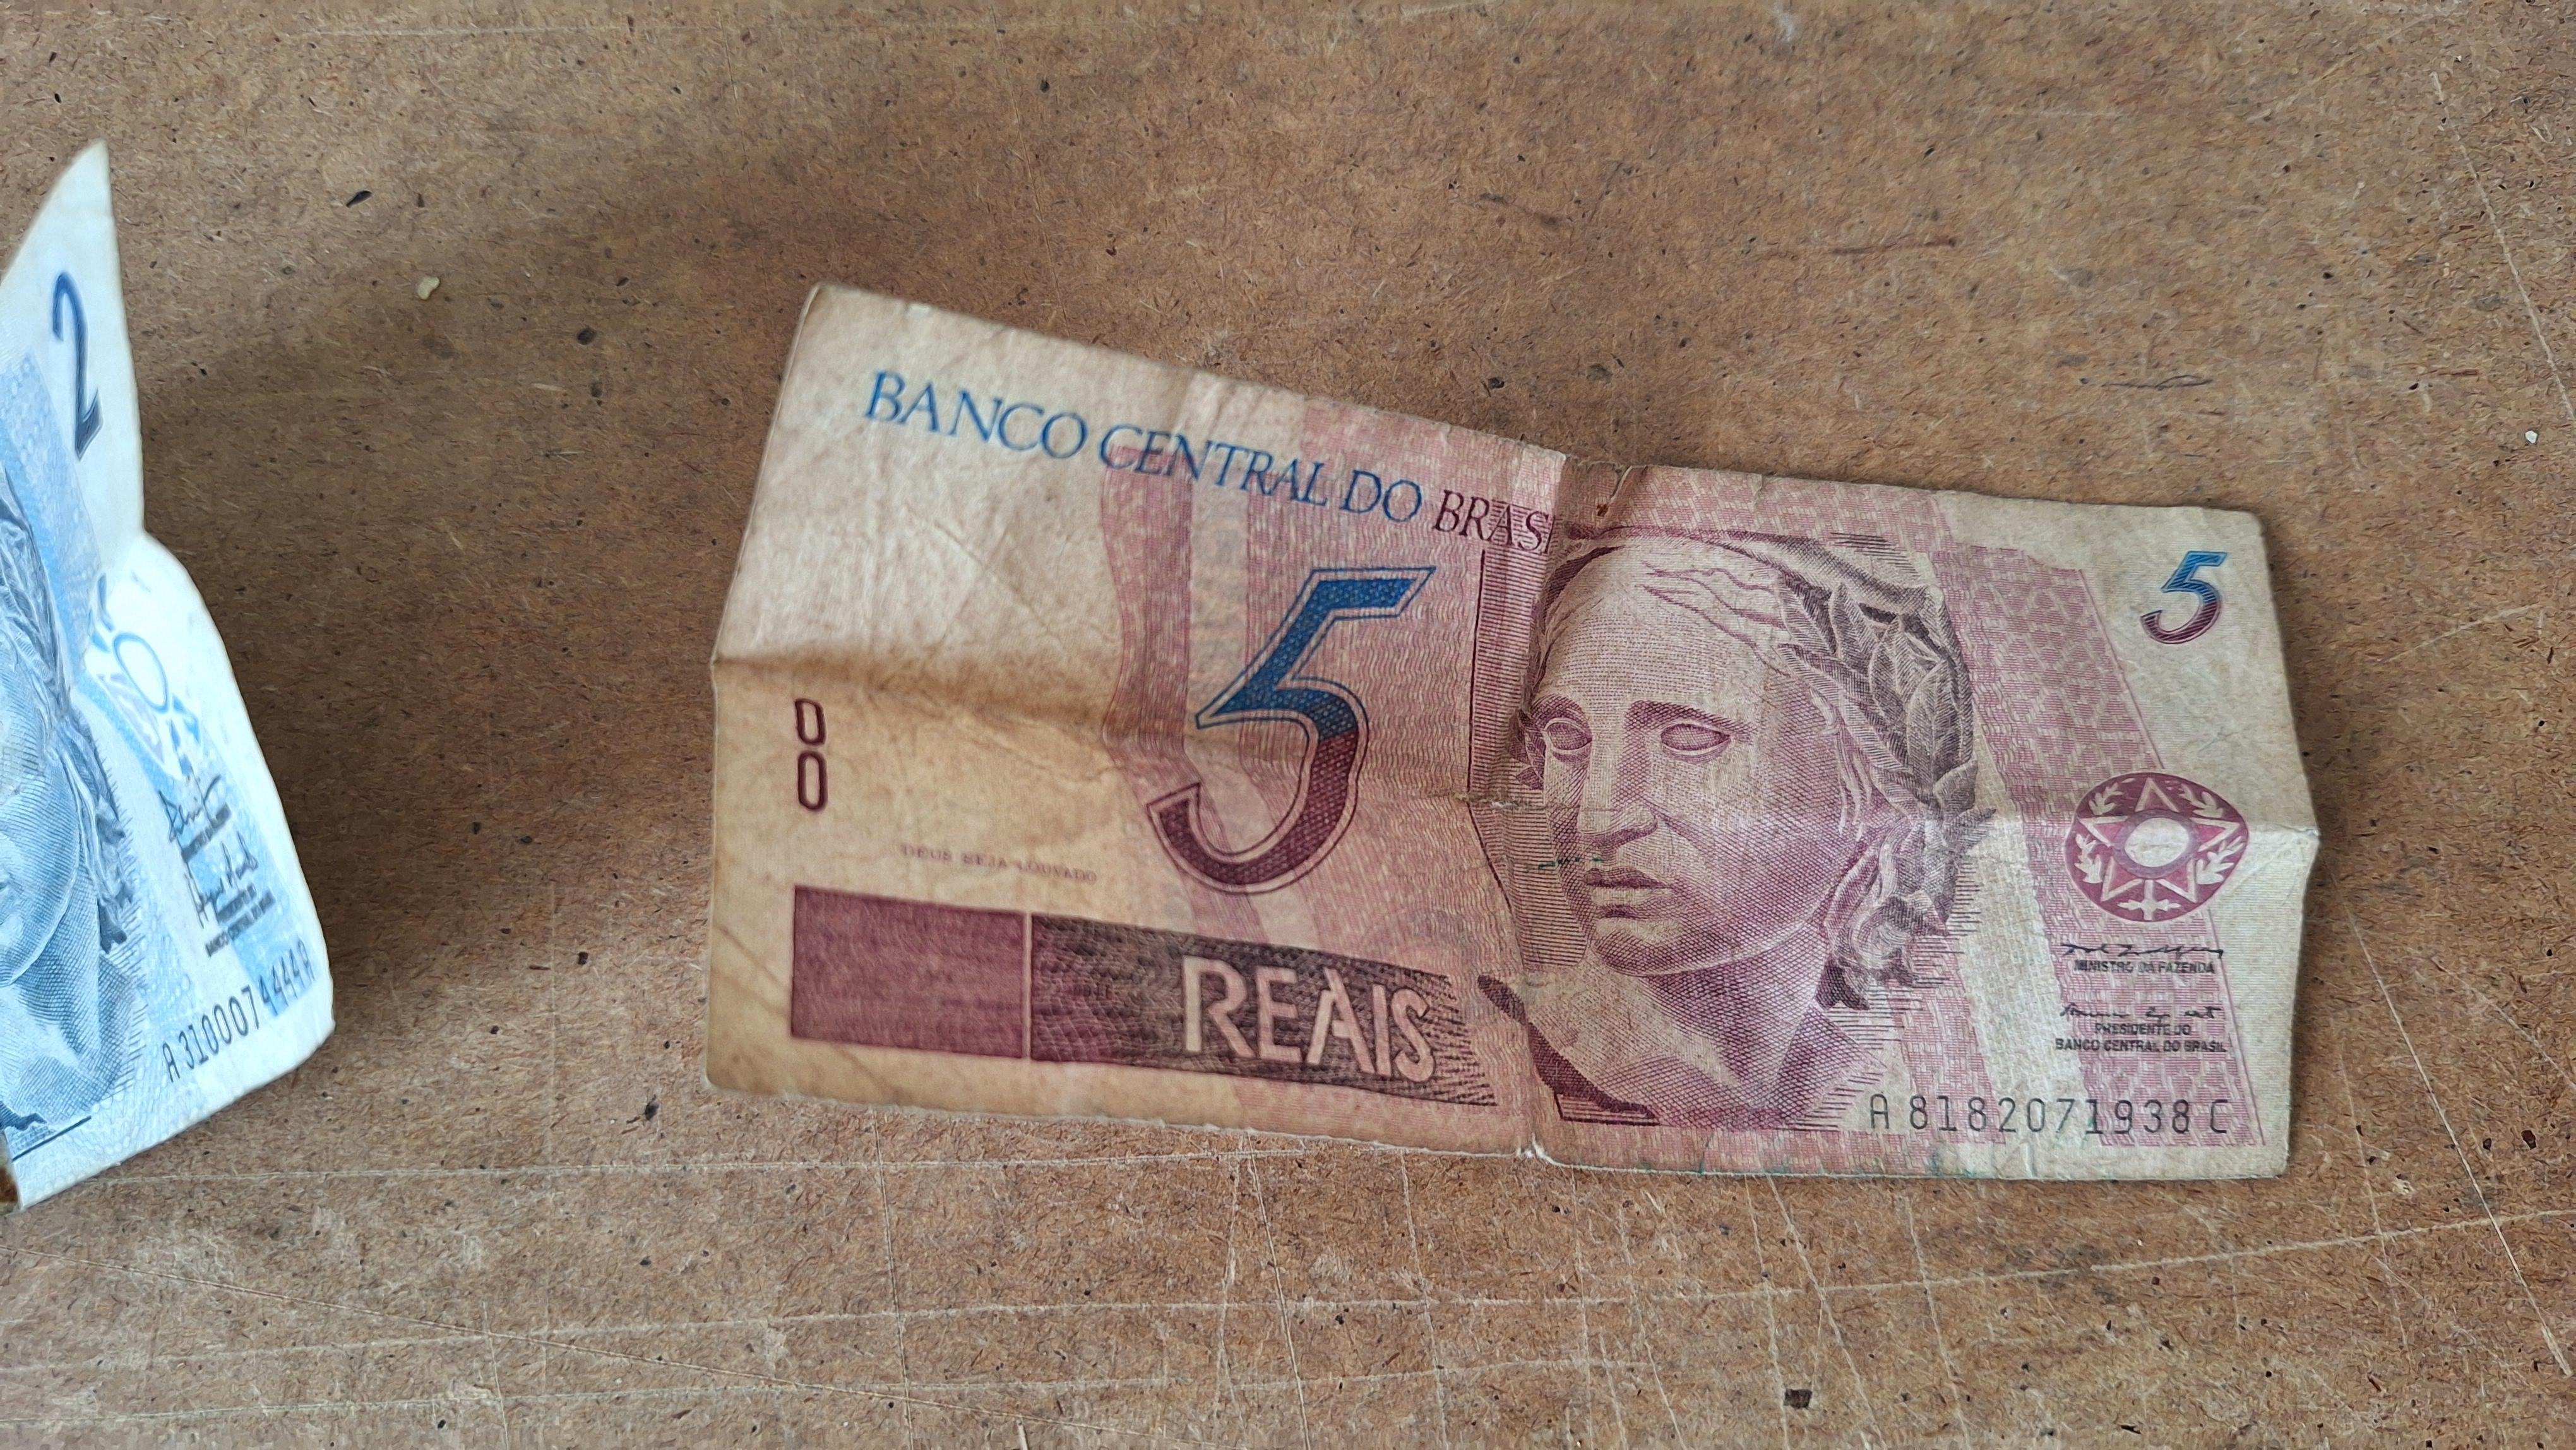 2
A 3100074444A
BANCO CENTRAL DO BRASI
5
5
DEUS SEJA LOUVADO
REAIS
MINISTRO DA FAZENDA
PRESIDENTE DO
BANCO CENTRAL DO BRASIL
A 8182071938 C